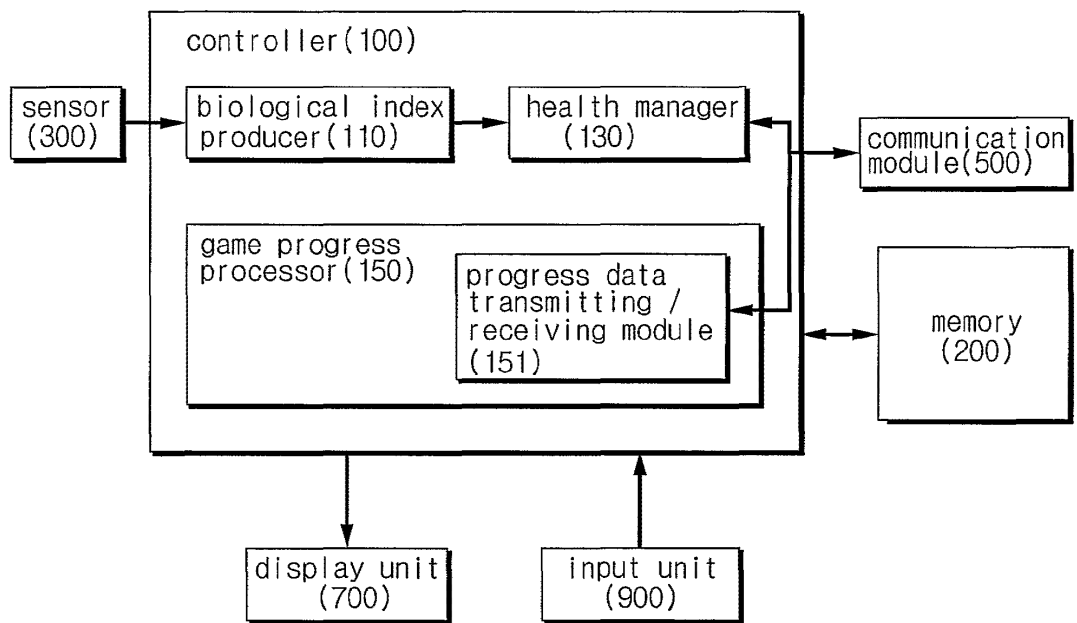 controller(100)
sensor
(300)
biological index
producer(110)
health manager
(130)
communication
module(500)
game progress
processor(150)
progress data
transmitting /
receiving module
(151)
memory
(200)
display unit
(700)
input unit
(900)